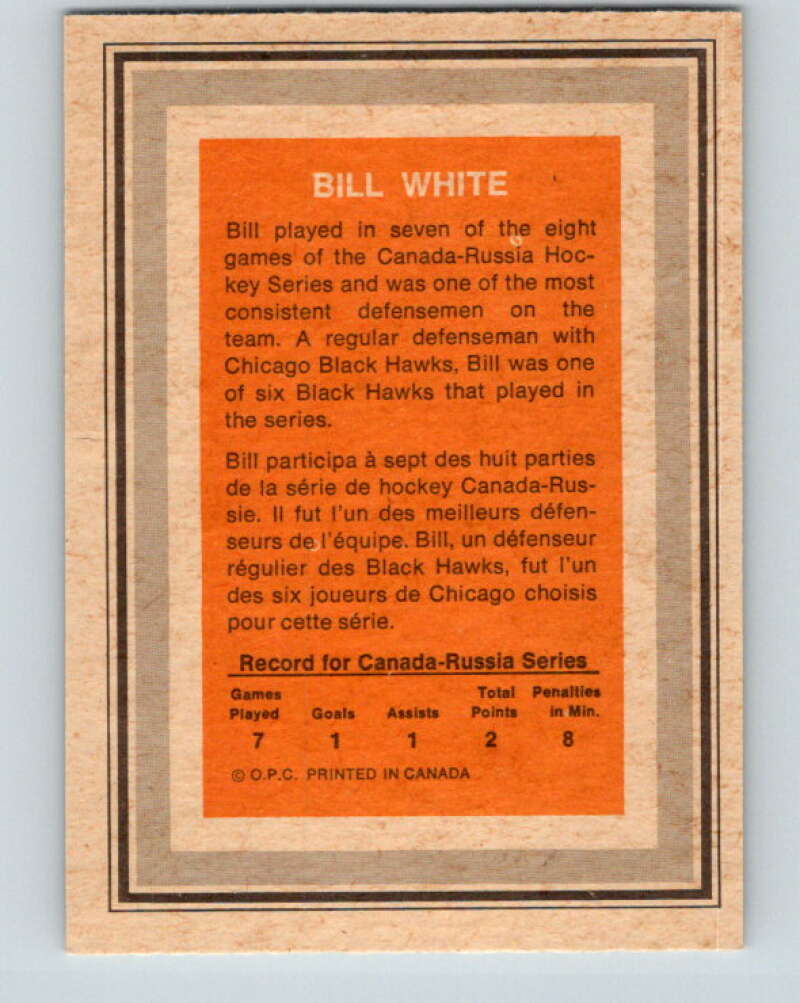 BILL WHITE
Bill played in seven of the eight
games of the Canada-Russia Hoc-
key Series and was one of the most
consistent defensemen on the
team. A regular defenseman with
Chicago Black Hawks, Bill was one
of six Black Hawks that played in
the series.
Bill participa à sept des huit parties
de la série de hockey Canada-Rus-
sie. Il fut l'un des meilleurs défen-
seurs de l'équipe. Bill, un défenseur
régulier des Black Hawks, fut l'un
des six joueurs de Chicago choisis
pour cette série.
Record for Canada-Russia Series
Games Total Penalties
Played Goals Assists Points in Min.
7 1 1 2 8
© O.P.C. PRINTED IN CANADA